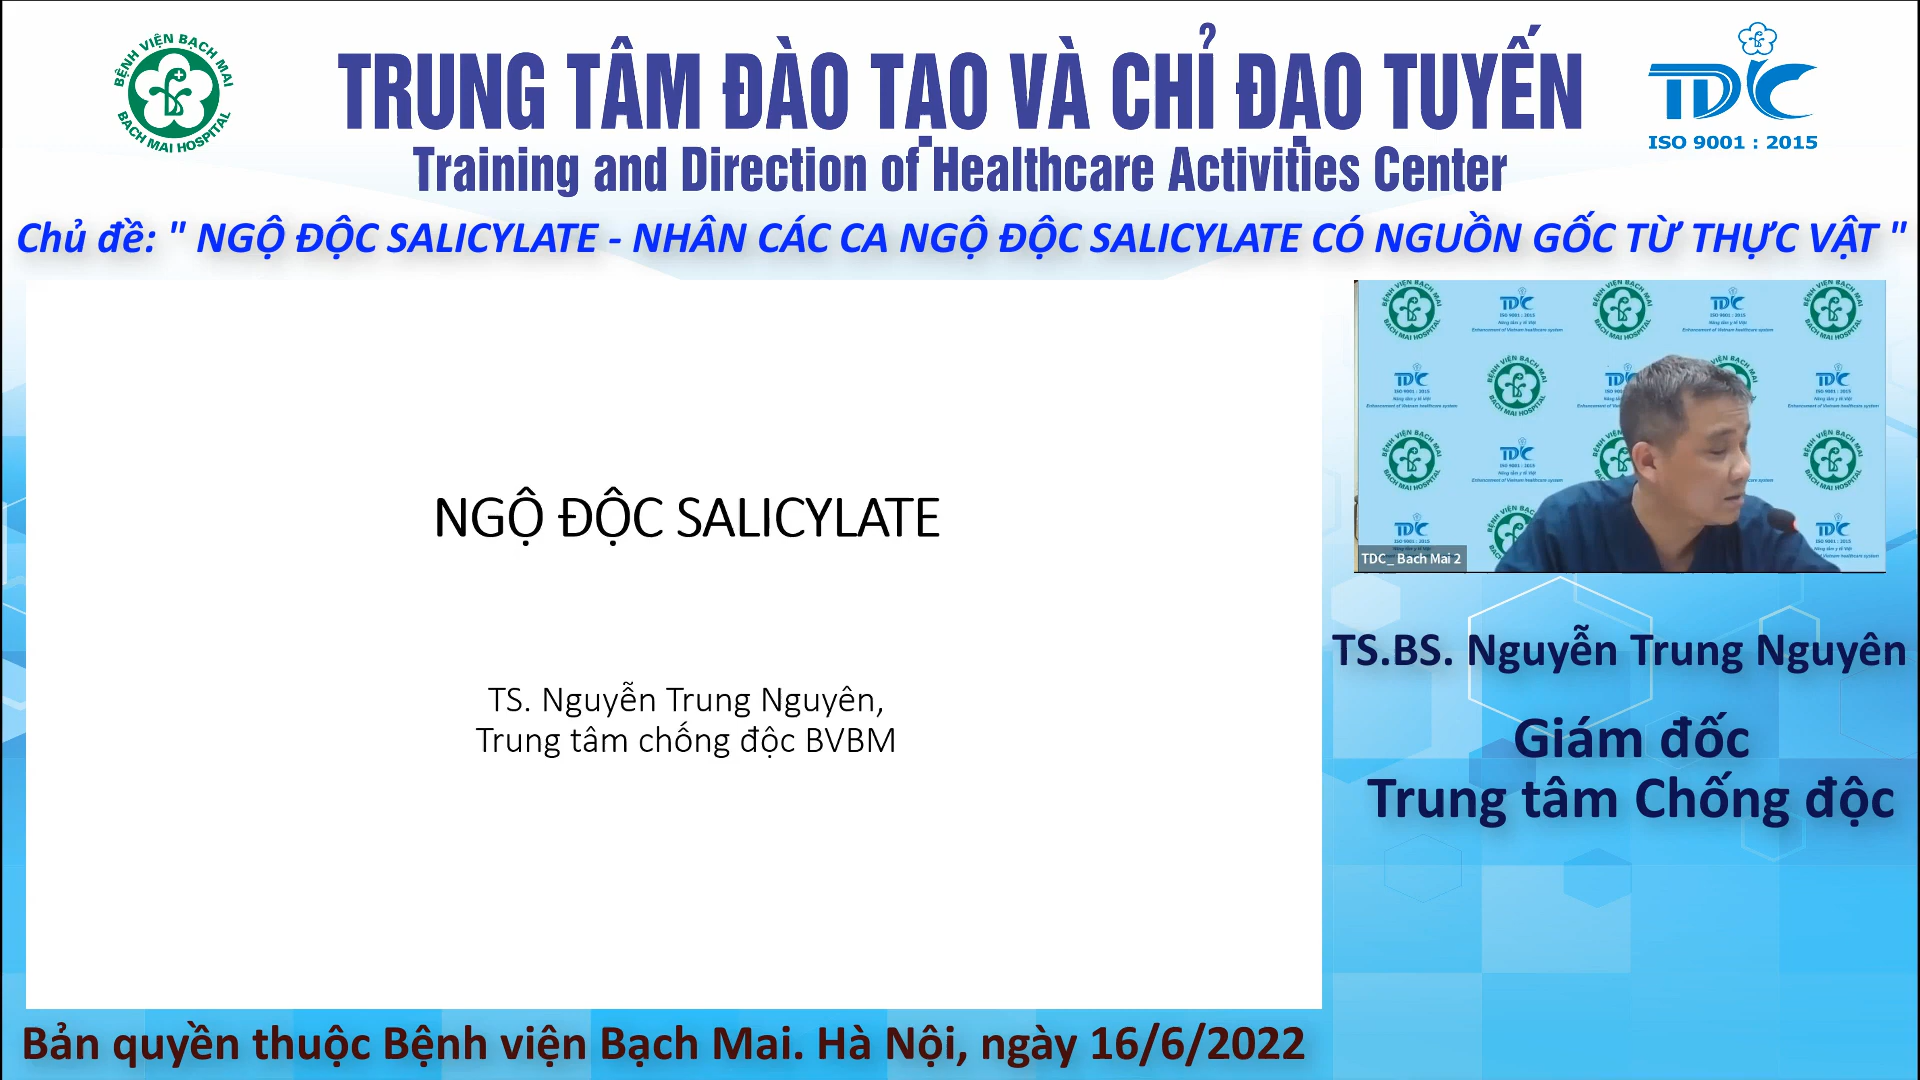 BỆNH VIỆN BẠCH MAI
BACH MAI HOSPITAL
TRUNG TÂM ĐÀO TẠO VÀ CHỈ ĐẠO TUYẾN
Training and Direction of Healthcare Activities Center
TDC
ISO 9001 : 2015
Chủ đề: " NGỘ ĐỘC SALICYLATE - NHÂN CÁC CA NGỘ ĐỘC SALICYLATE CÓ NGUỒN GỐC TỪ THỰC VẬT "
NGỘ ĐỘC SALICYLATE
TS. Nguyễn Trung Nguyên,
Trung tâm chống độc BVBM
TDC_ Bach Mai 2
TS.BS. Nguyễn Trung Nguyên
Giám đốc
Trung tâm Chống độc
Bản quyền thuộc Bệnh viện Bạch Mai. Hà Nội, ngày 16/6/2022